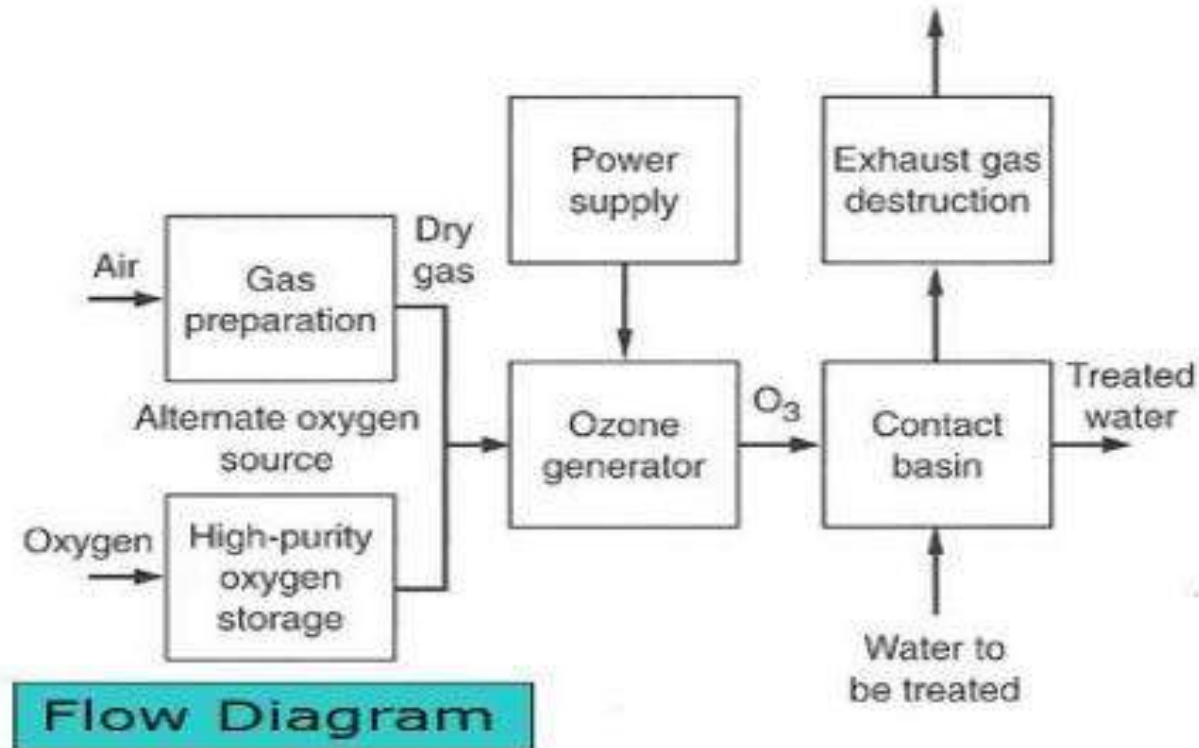 Air
Gas
preparation
Dry
gas
Alternate oxygen
source
Oxygen
High-purity
oxygen
storage
Power
supply
Ozone
generator
O₃
Exhaust gas
destruction
Contact
basin
Treated
water
Water to
be treated
Flow Diagram